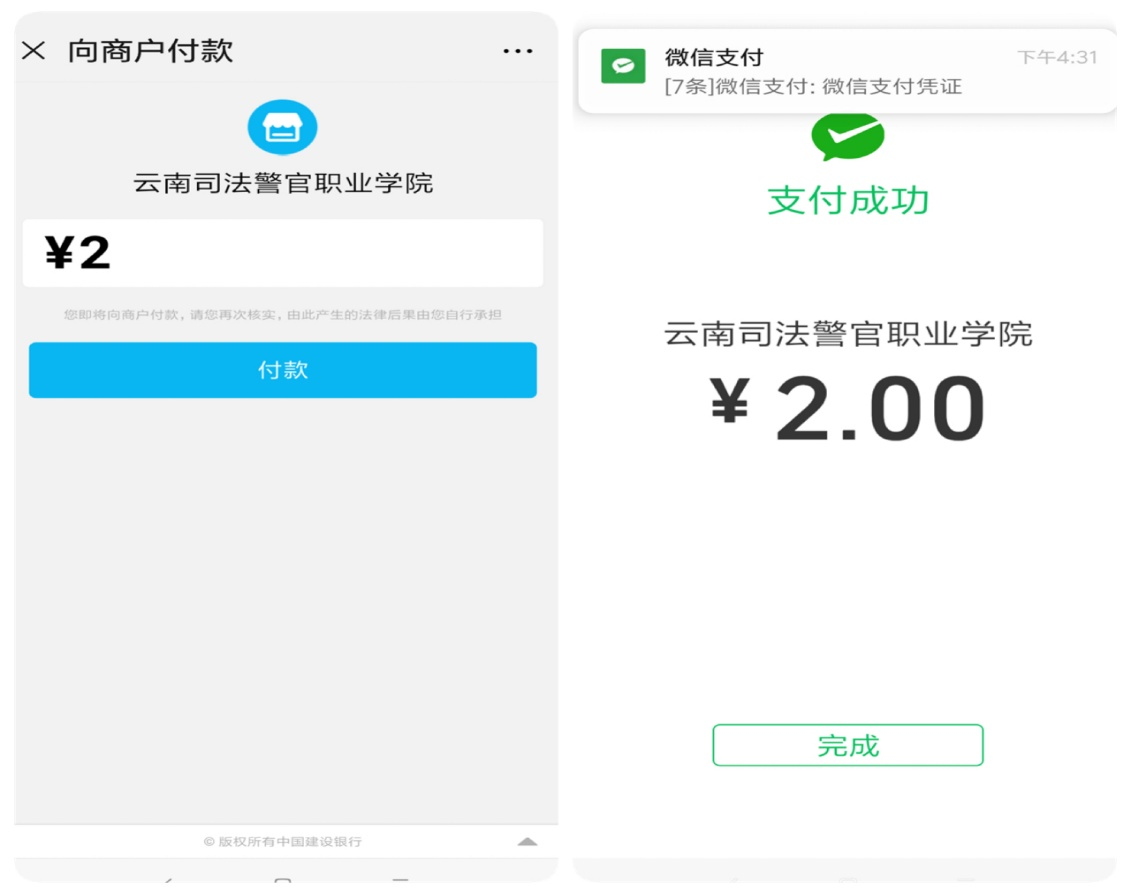 向商户付款
云南司法警官职业学院
¥2
您即将向商户付款，请您再次核实，由此产生的法律后果由您自行承担
付款
© 版权所有中国建设银行
微信支付
下午4:31
[7条]微信支付: 微信支付凭证
支付成功
云南司法警官职业学院
¥ 2.00
完成